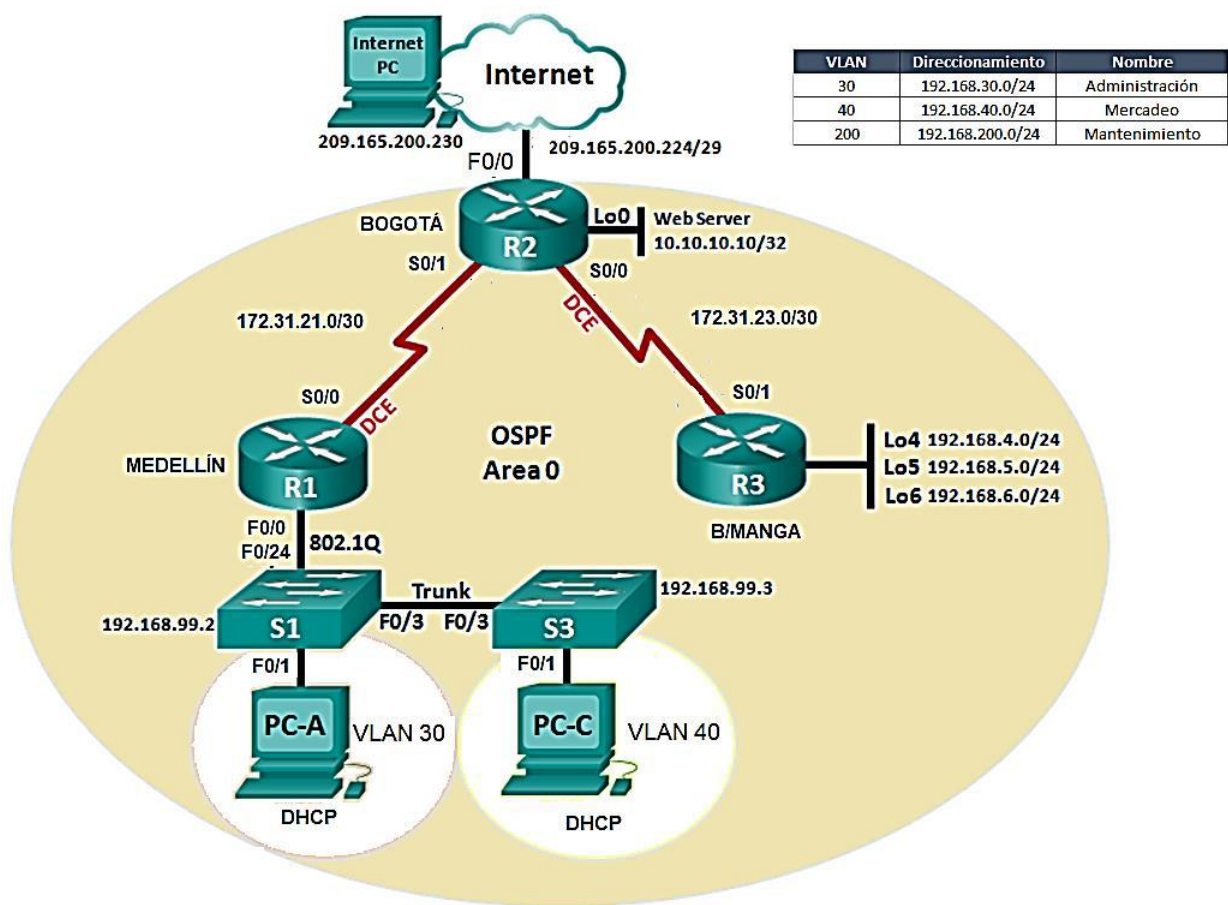 Internet
PC
Internet
209.165.200.230
209.165.200.224/29
F0/0
VLAN Direccionamiento Nombre
30 192.168.30.0/24 Administración
40 192.168.40.0/24 Mercadeo
200 192.168.200.0/24 Mantenimiento
BOGOTÁ
R2
Lo0
Web Server
10.10.10.10/32
S0/1
S0/0
DCE
172.31.21.0/30
172.31.23.0/30
S0/0
DCE
S0/1
OSPF
Area 0
MEDELLÍN
R1
R3
Lo4 192.168.4.0/24
Lo5 192.168.5.0/24
Lo6 192.168.6.0/24
B/MANGA
F0/0
F0/24
802.1Q
Trunk
192.168.99.2
S1
F0/3
F0/3
S3
192.168.99.3
F0/1
F0/1
PC-A
VLAN 30
PC-C
VLAN 40
DHCP
DHCP